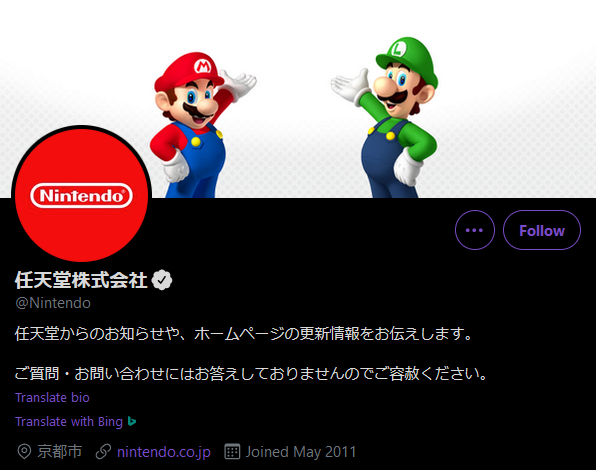 M
L
Nintendo®
Follow
任天堂株式会社
@Nintendo
任天堂からのお知らせや、ホームページの更新情報をお伝えします。
ご質問・お問い合わせにはお答えしておりませんのでご容赦ください。
Translate bio
Translate with Bing
京都市 nintendo.co.jp Joined May 2011